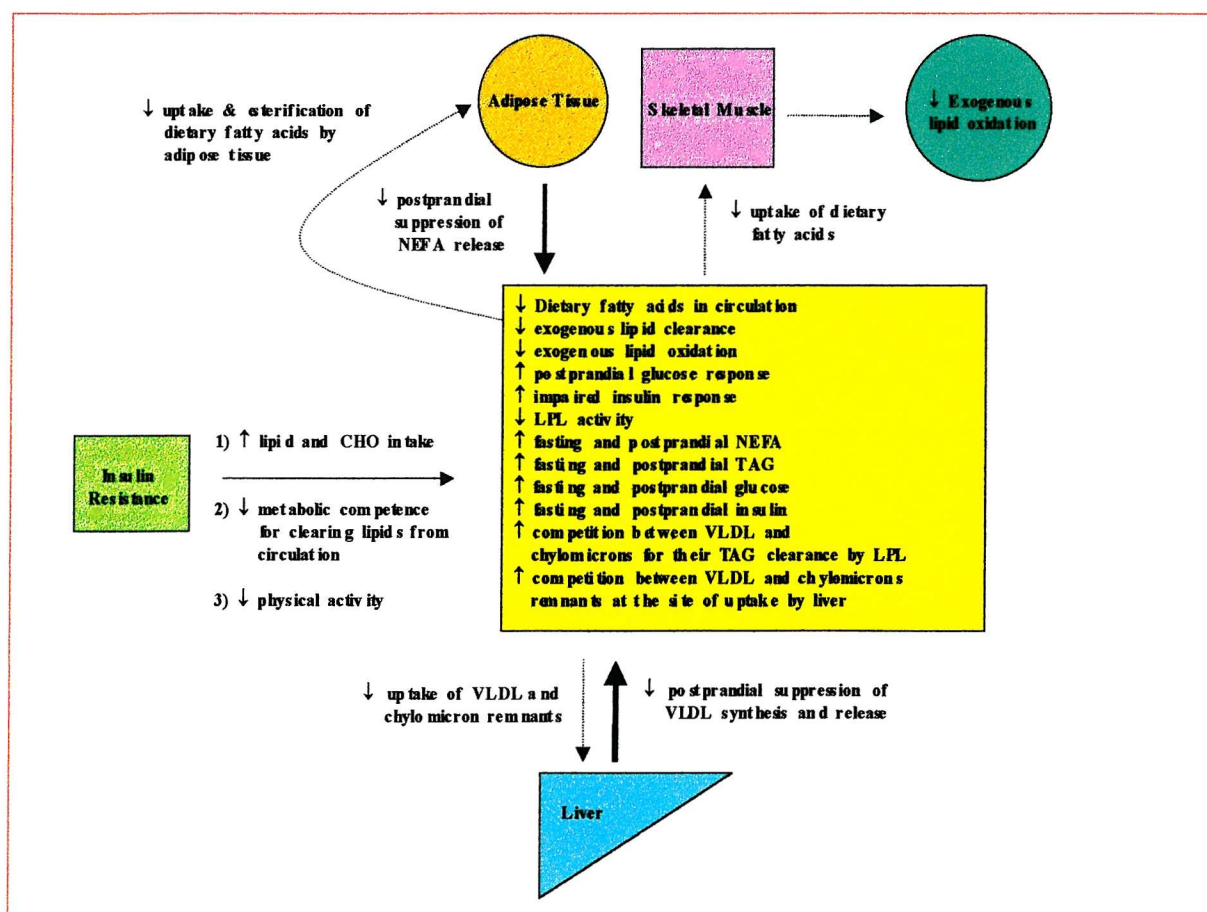 Adipose Tissue
Skeletal Muscle
↓ Exogenous
lipid oxidation
↓ uptake & esterification of
dietary fatty acids by
adipose tissue
↓ postprandial
suppression of
NEFA release
↓ uptake of dietary
fatty acids
↓ Dietary fatty acids in circulation
↓ exogenous lipid clearance
↓ exogenous lipid oxidation
↑ postprandial glucose response
↑ impaired insulin response
↓ LPL activity
↑ fasting and postprandial NEFA
↑ fasting and postprandial TAG
↑ fasting and postprandial glucose
↑ fasting and postprandial insulin
↑ competition between VLDL and
chylomicrons for their TAG clearance by LPL
↑ competition between VLDL and chylomicrons
remnants at the site of uptake by liver
Insulin
Resistance
1) ↑ lipid and CHO intake
2) ↓ metabolic competence
for clearing lipids from
circulation
3) ↓ physical activity
↓ uptake of VLDL and
chylomicron remnants
↓ postprandial suppression of
VLDL synthesis and release
Liver